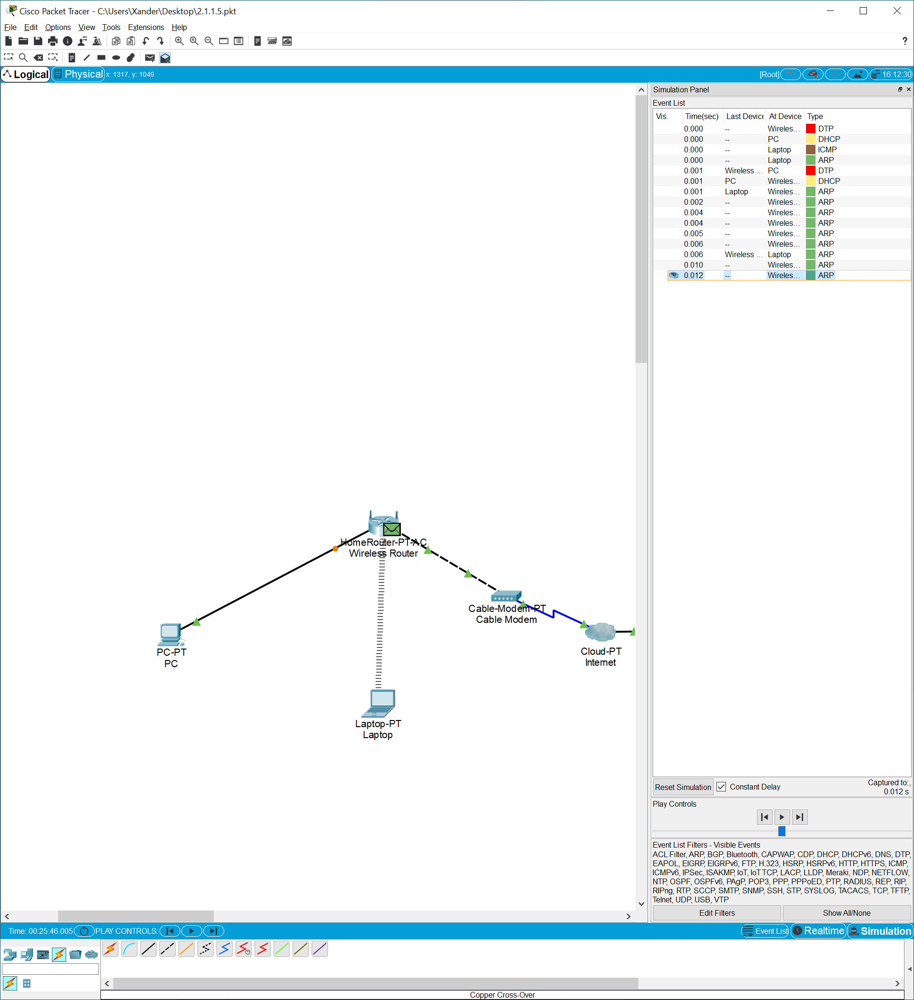 Cisco Packet Tracer - C:\Users\Xander\Desktop\2.1.1.5.pkt
File Edit Options View Tools Extensions Help
Logical Physical x: 1317, y: 1049 [Root] 16:12:30
Simulation Panel
Event List
Vis. Time(sec) Last Device At Device Type
0.000 -- Wireles... DTP
0.000 -- PC DHCP
0.000 -- Laptop ICMP
0.000 -- Laptop ARP
0.001 Wireless ... PC DTP
0.001 PC Wireles... DHCP
0.001 Laptop Wireles... ARP
0.002 -- Wireles... ARP
0.004 -- Wireles... ARP
0.004 -- Wireles... ARP
0.005 -- Wireles... ARP
0.006 -- Wireles... ARP
0.006 Wireless ... Laptop ARP
0.010 -- Wireles... ARP
0.012 -- Wireles... ARP
HomeRouter-PT-AC
Wireless Router
Cable-Modem-PT
Cable Modem
PC-PT
PC
Cloud-PT
Internet
Laptop-PT
Laptop
Reset Simulation Constant Delay Captured to:
0.012 s
Play Controls
Event List Filters - Visible Events
ACL Filter, ARP, BGP, Bluetooth, CAPWAP, CDP, DHCP, DHCPv6, DNS, DTP,
EAPOL, EIGRP, EIGRPv6, FTP, H.323, HSRP, HSRPv6, HTTP, HTTPS, ICMP,
ICMPv6, IPSec, ISAKMP, IoT, IoT TCP, LACP, LLDP, Meraki, NDP, NETFLOW,
NTP, OSPF, OSPFv6, PAgP, POP3, PPP, PPPoED, PTP, RADIUS, REP, RIP,
RIPng, RTP, SCCP, SMTP, SNMP, SSH, STP, SYSLOG, TACACS, TCP, TFTP,
Telnet, UDP, USB, VTP
Edit Filters Show All/None
Time: 00:25:46.005 PLAY CONTROLS: Event List Realtime Simulation
Copper Cross-Over